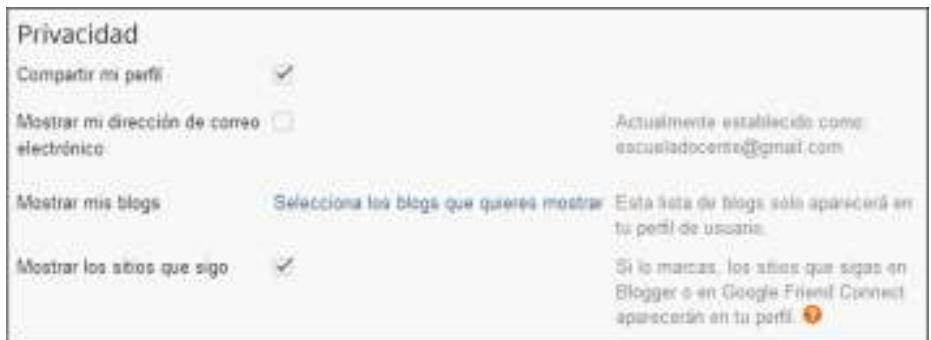 Privacidad
Compartir mi perfil
Mostrar mi dirección de correo
electrónico
Actualmente establecido como:
escueladocente@gmail.com
Mostrar mis blogs
Selecciona los blogs que quieres mostrar
Esta lista de blogs solo aparecerá en
tu perfil de usuario.
Mostrar los sitios que sigo
Si lo marcas, los sitios que sigas en
Blogger o en Google Friend Connect
aparecerán en tu perfil. ?